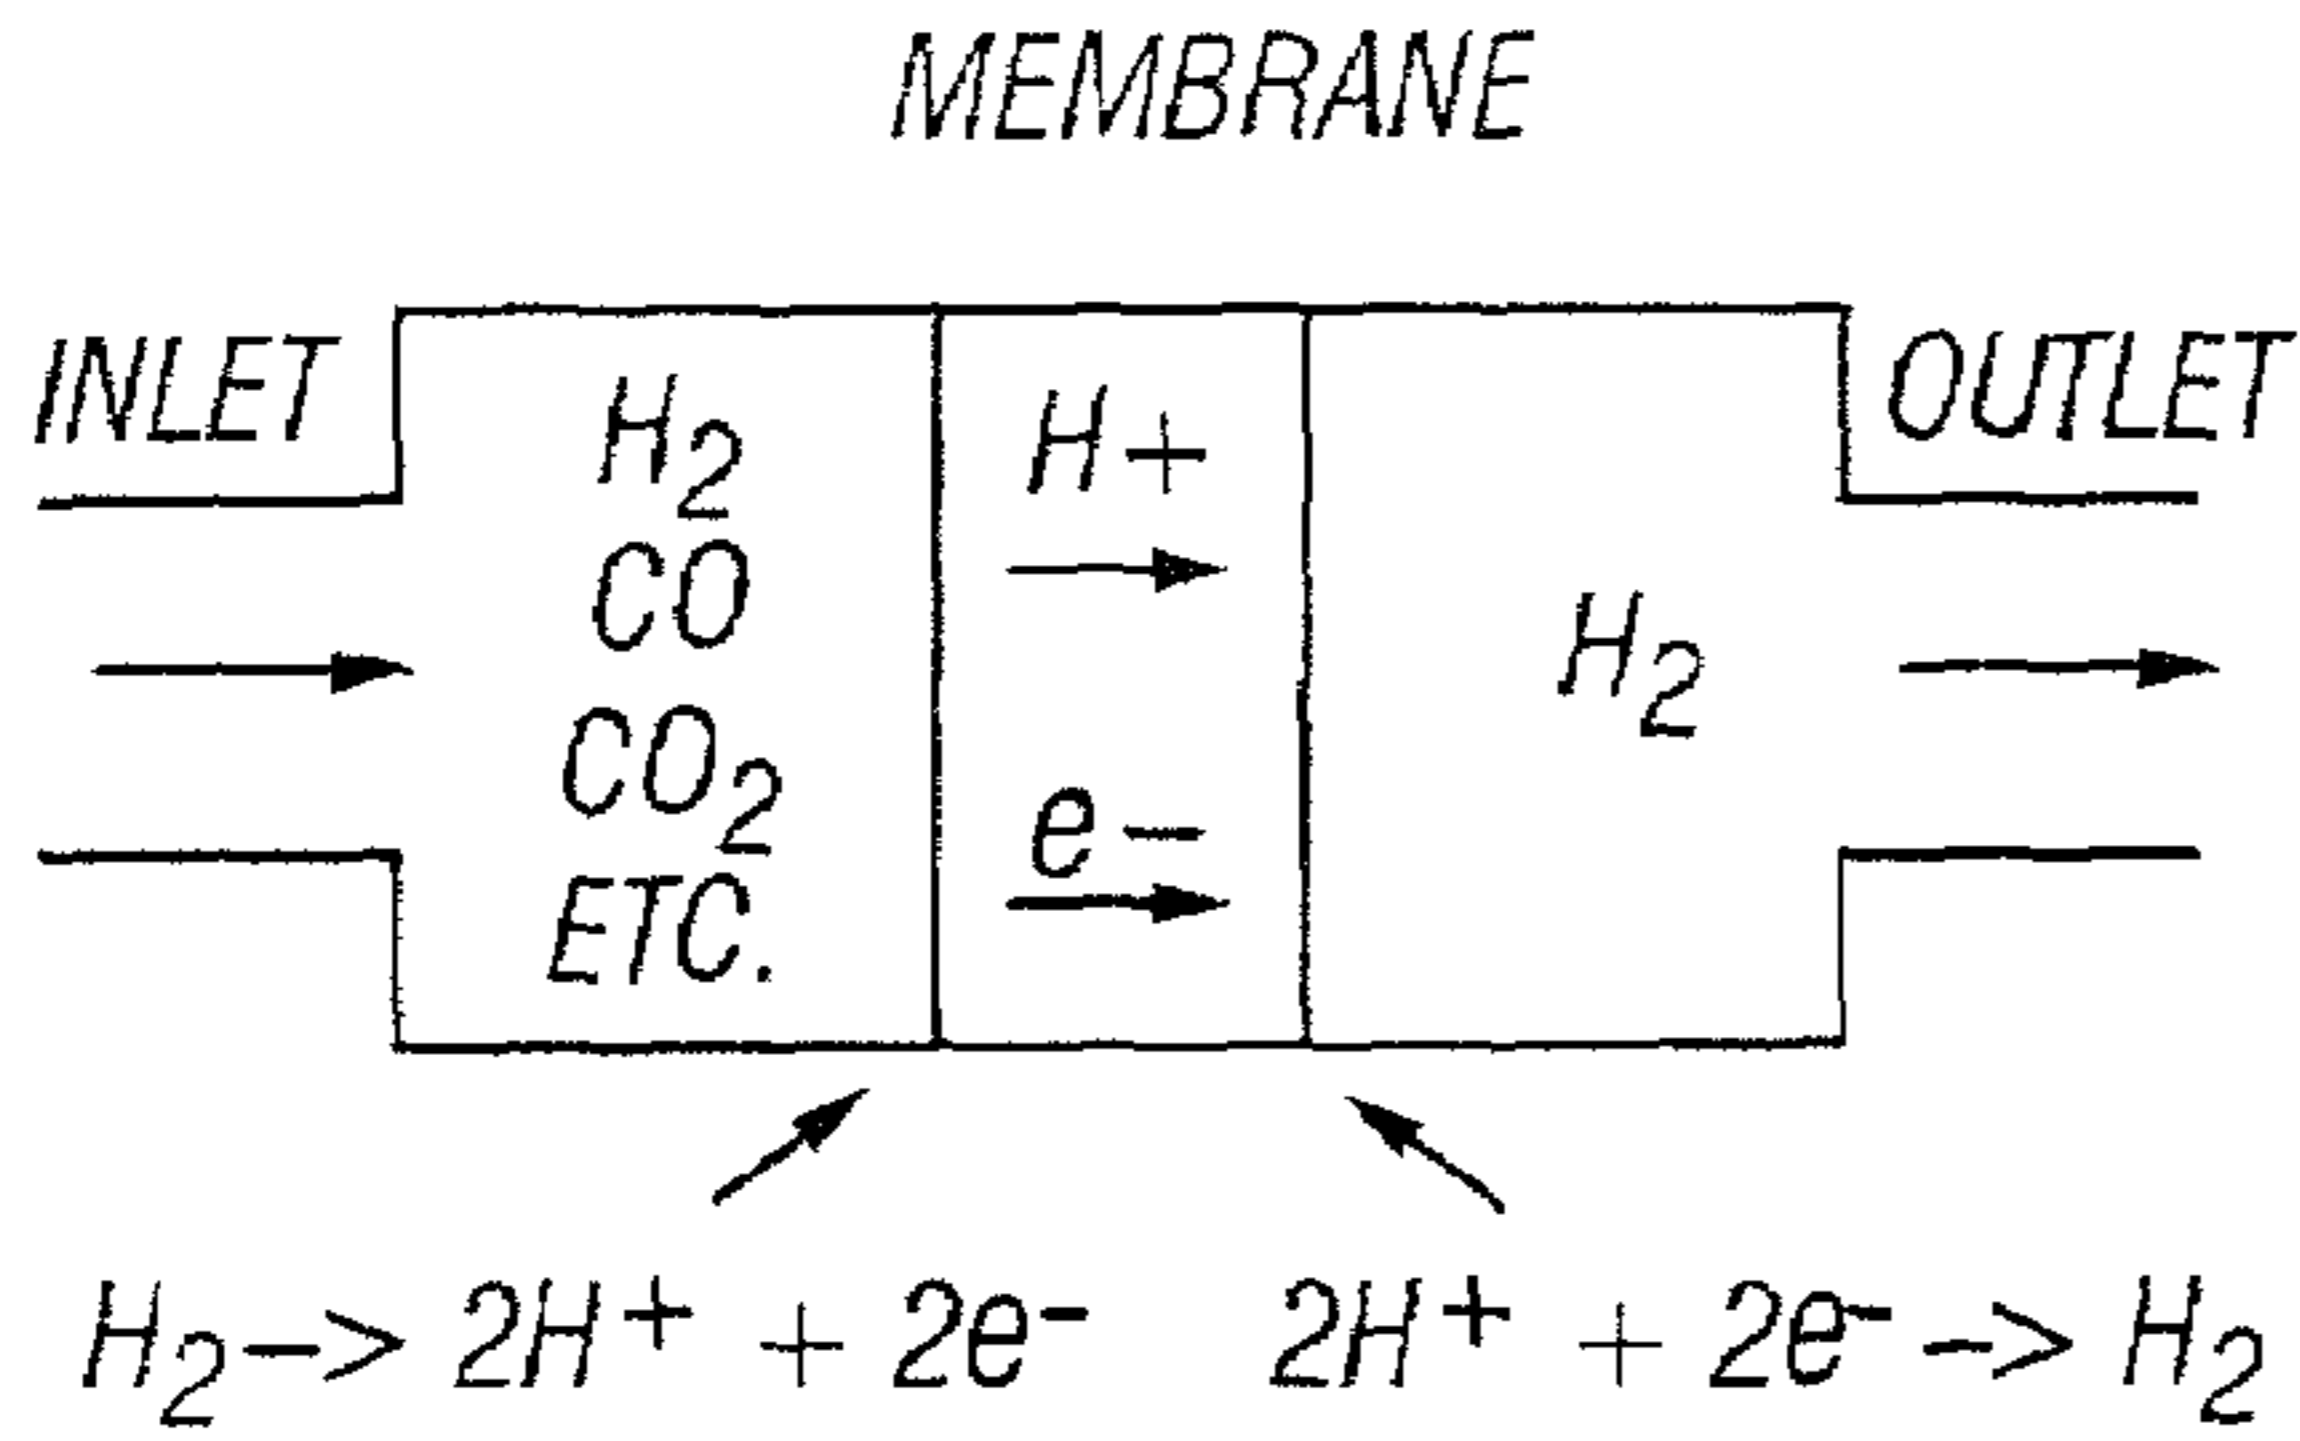 MEMBRANE
INLET
H₂
CO
CO₂
ETC.
H+
e-
H₂
OUTLET
H₂-> 2H⁺ + 2e⁻
2H⁺ + 2e⁻-> H₂